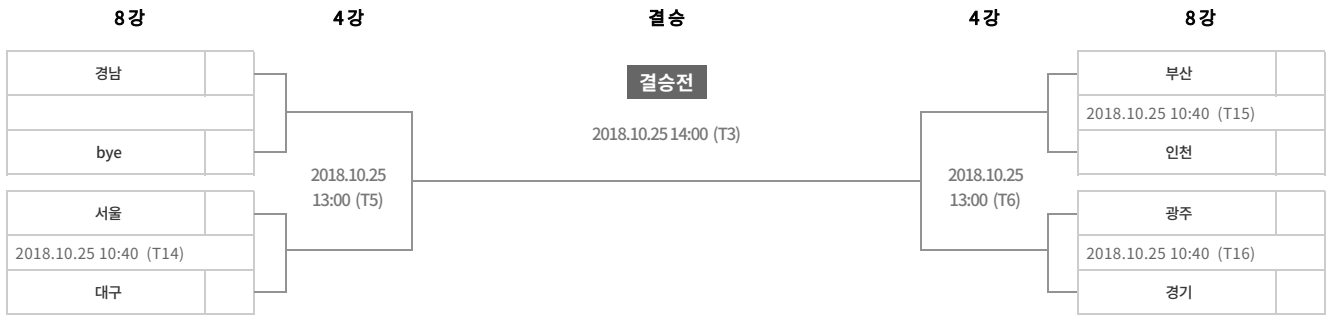 8강 4강 결승 4강 8강
경남
bye
서울
2018.10.25 10:40 (T14)
대구
2018.10.25
13:00 (T5)
결승전
2018.10.25 14:00 (T3)
2018.10.25
13:00 (T6)
부산
2018.10.25 10:40 (T15)
인천
광주
2018.10.25 10:40 (T16)
경기